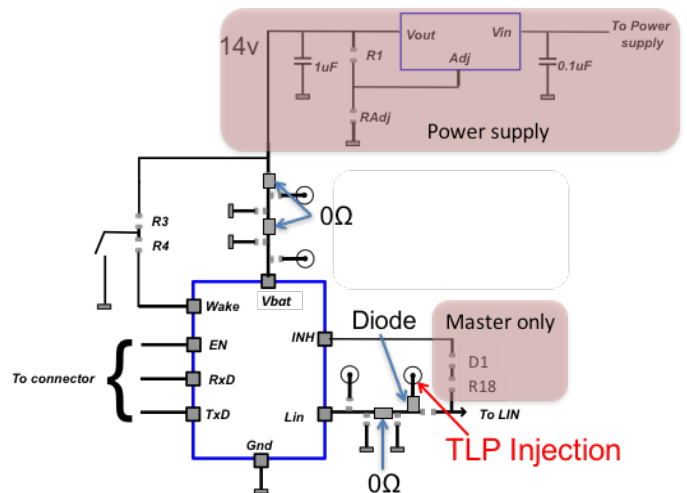 14v
1uF
R1
Vout
Vin
Adj
RAdj
0.1uF
To Power
supply
Power supply
R3
R4
0Ω
Vbat
Wake
EN
RxD
TxD
To connector
INH
Lin
Gnd
Diode
Master only
D1
R18
To LIN
TLP Injection
0Ω